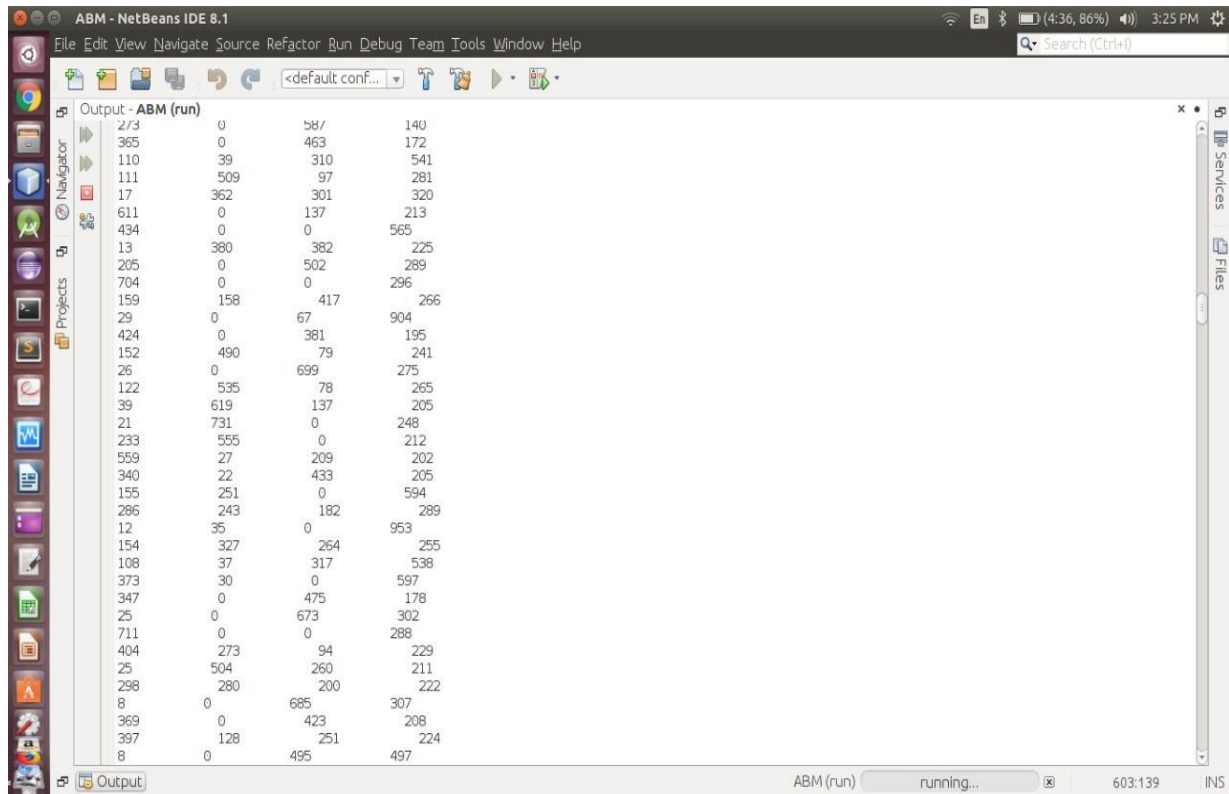 ABM - NetBeans IDE 8.1 En (4:36, 86%) 3:25 PM
File Edit View Navigate Source Refactor Run Debug Team Tools Window Help Search (Ctrl+I)
<default conf...
Output - ABM (run)
Navigator
Projects
Services
Files
273 0 587 140
365 0 463 172
110 39 310 541
111 509 97 281
17 362 301 320
611 0 137 213
434 0 0 565
13 380 382 225
205 0 502 289
704 0 0 296
159 158 417 266
29 0 67 904
424 0 381 195
152 490 79 241
26 0 699 275
122 535 78 265
39 619 137 205
21 731 0 248
233 555 0 212
559 27 209 202
340 22 433 205
155 251 0 594
286 243 182 289
12 35 0 953
154 327 264 255
108 37 317 538
373 30 0 597
347 0 475 178
25 0 673 302
711 0 0 288
404 273 94 229
25 504 260 211
298 280 200 222
8 0 685 307
369 0 423 208
397 128 251 224
8 0 495 497
Output ABM (run) running... 603:139 INS